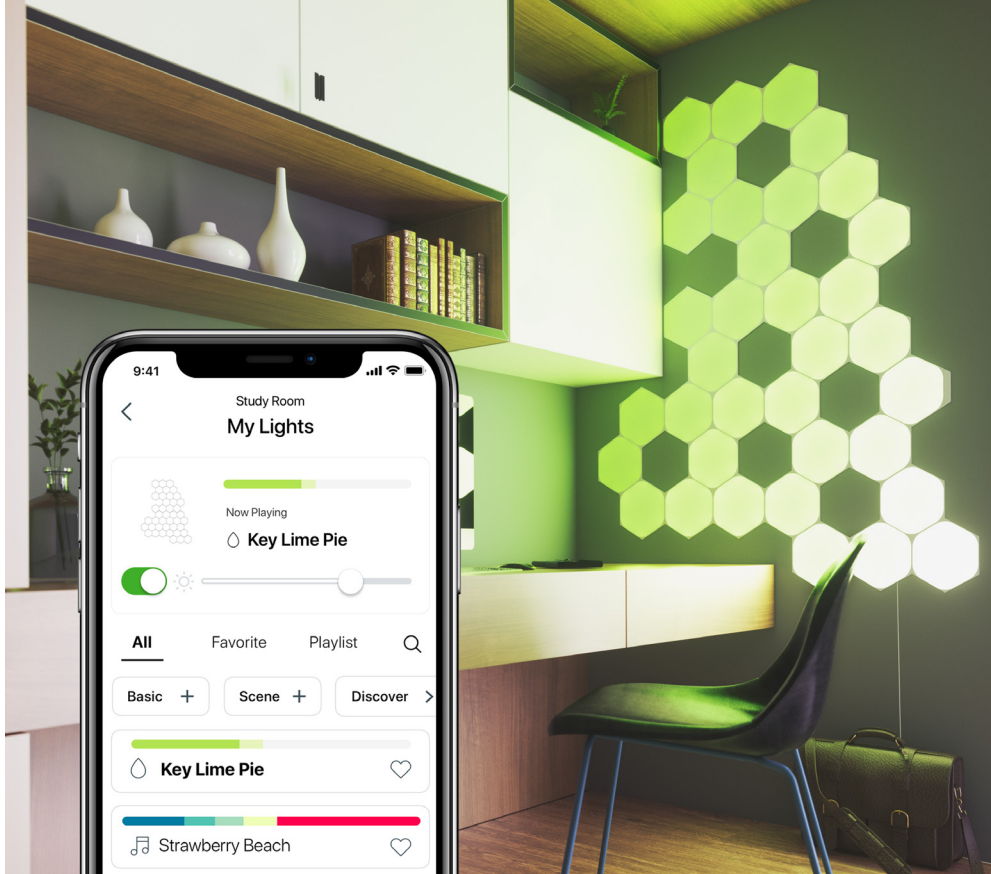 9:41
Study Room
My Lights
Now Playing
Key Lime Pie
All Favorite Playlist
Basic + Scene + Discover >
Key Lime Pie
Strawberry Beach